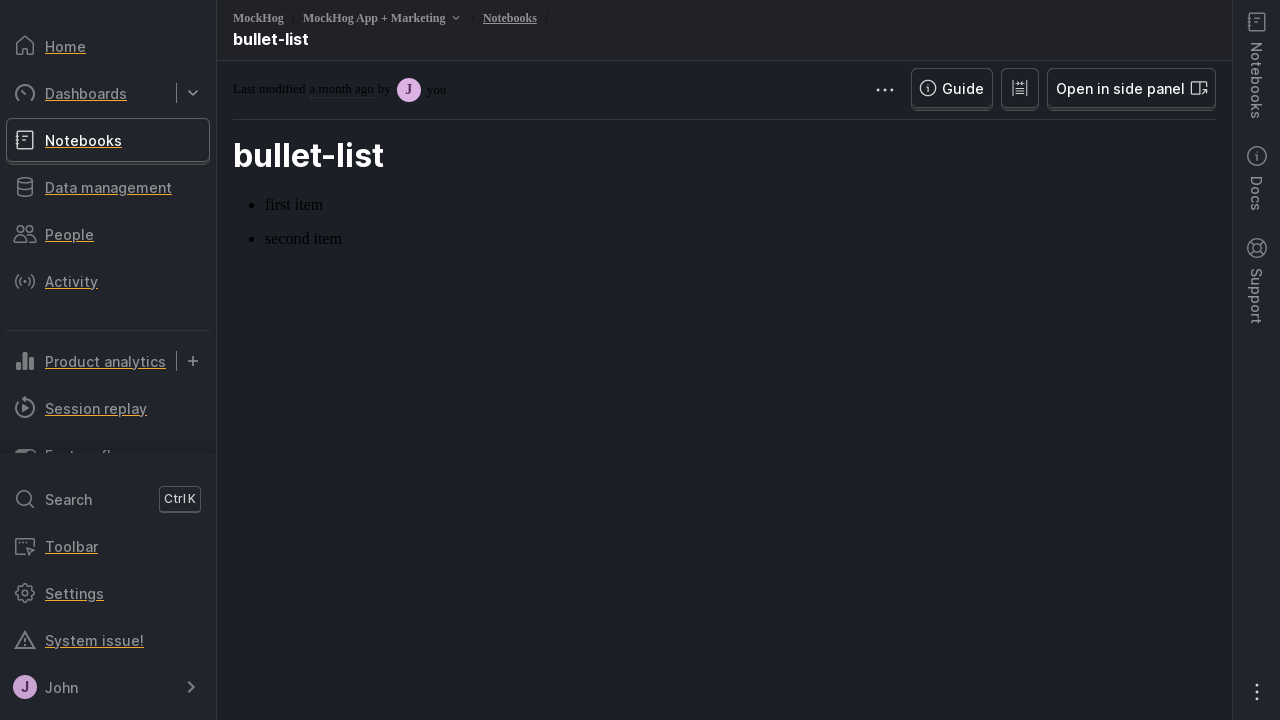 Home
Dashboards
Notebooks
Data management
People
Activity
Product analytics
Session replay
Search Ctrl K
Toolbar
Settings
System issue!
J John
MockHog / MockHog App + Marketing / Notebooks /
bullet-list
Last modified a month ago by J you
Guide
Open in side panel
bullet-list
• first item
• second item
Notebooks
Docs
Support